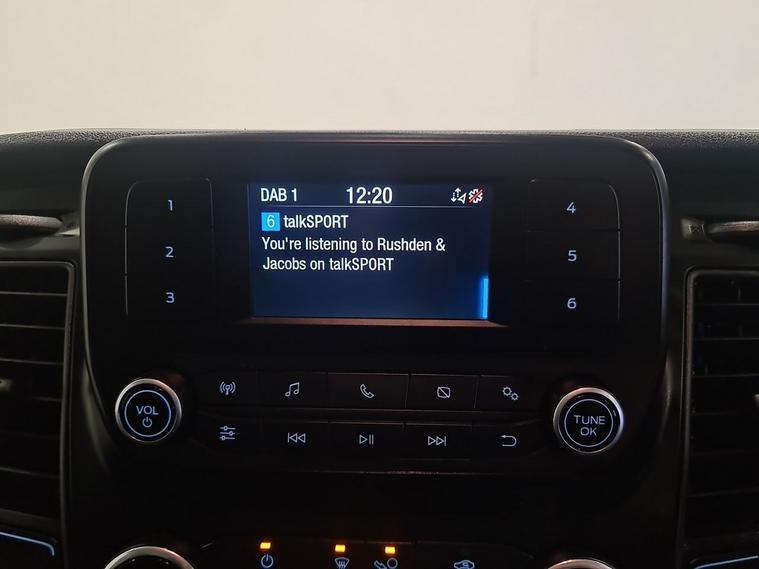 DAB 1 12:20
6 talkSPORT
You're listening to Rushden &
Jacobs on talkSPORT
1
2
3
4
5
6
VOL
TUNE
OK